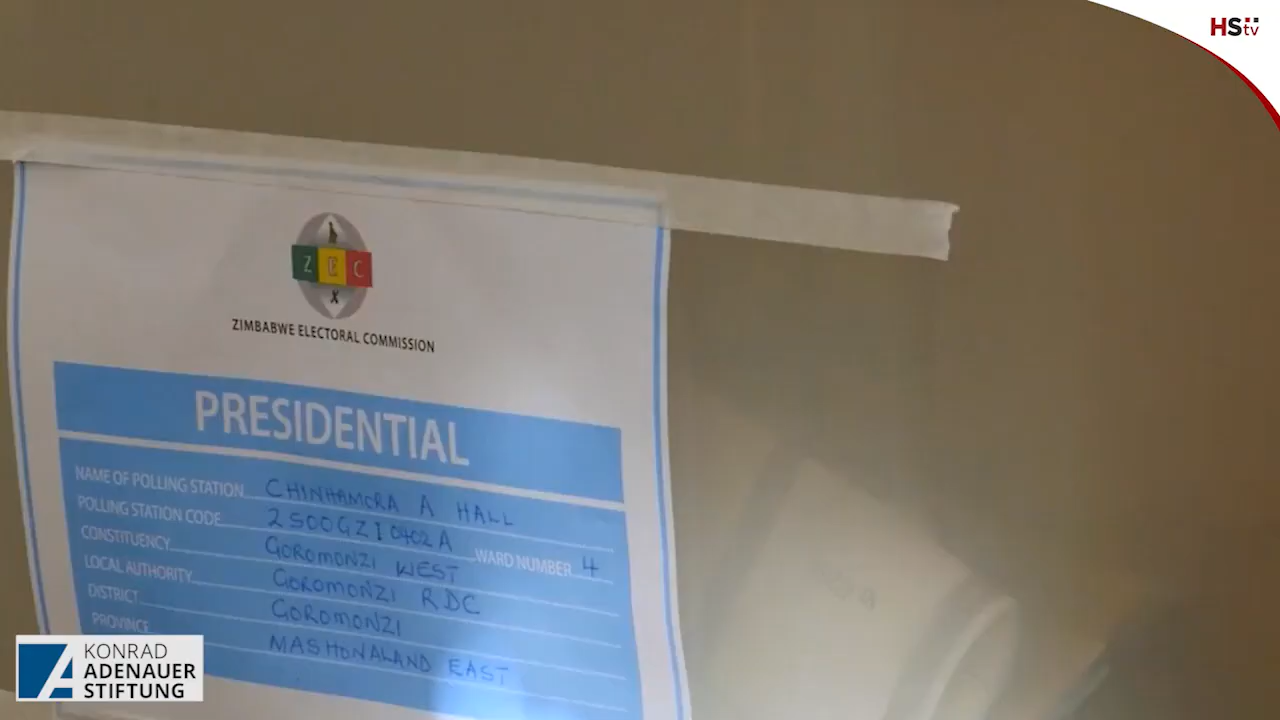 HStv
ZEC
X
ZIMBABWE ELECTORAL COMMISSION
PRESIDENTIAL
NAME OF POLLING STATION CHINHAMORA A HALL
POLLING STATION CODE 2500GZ10402A WARD NUMBER 4
CONSTITUENCY GOROMONZI WEST
LOCAL AUTHORITY GOROMONZI RDC
DISTRICT GOROMONZI
PROVINCE MASHONALAND EAST
KONRAD
ADENAUER
STIFTUNG